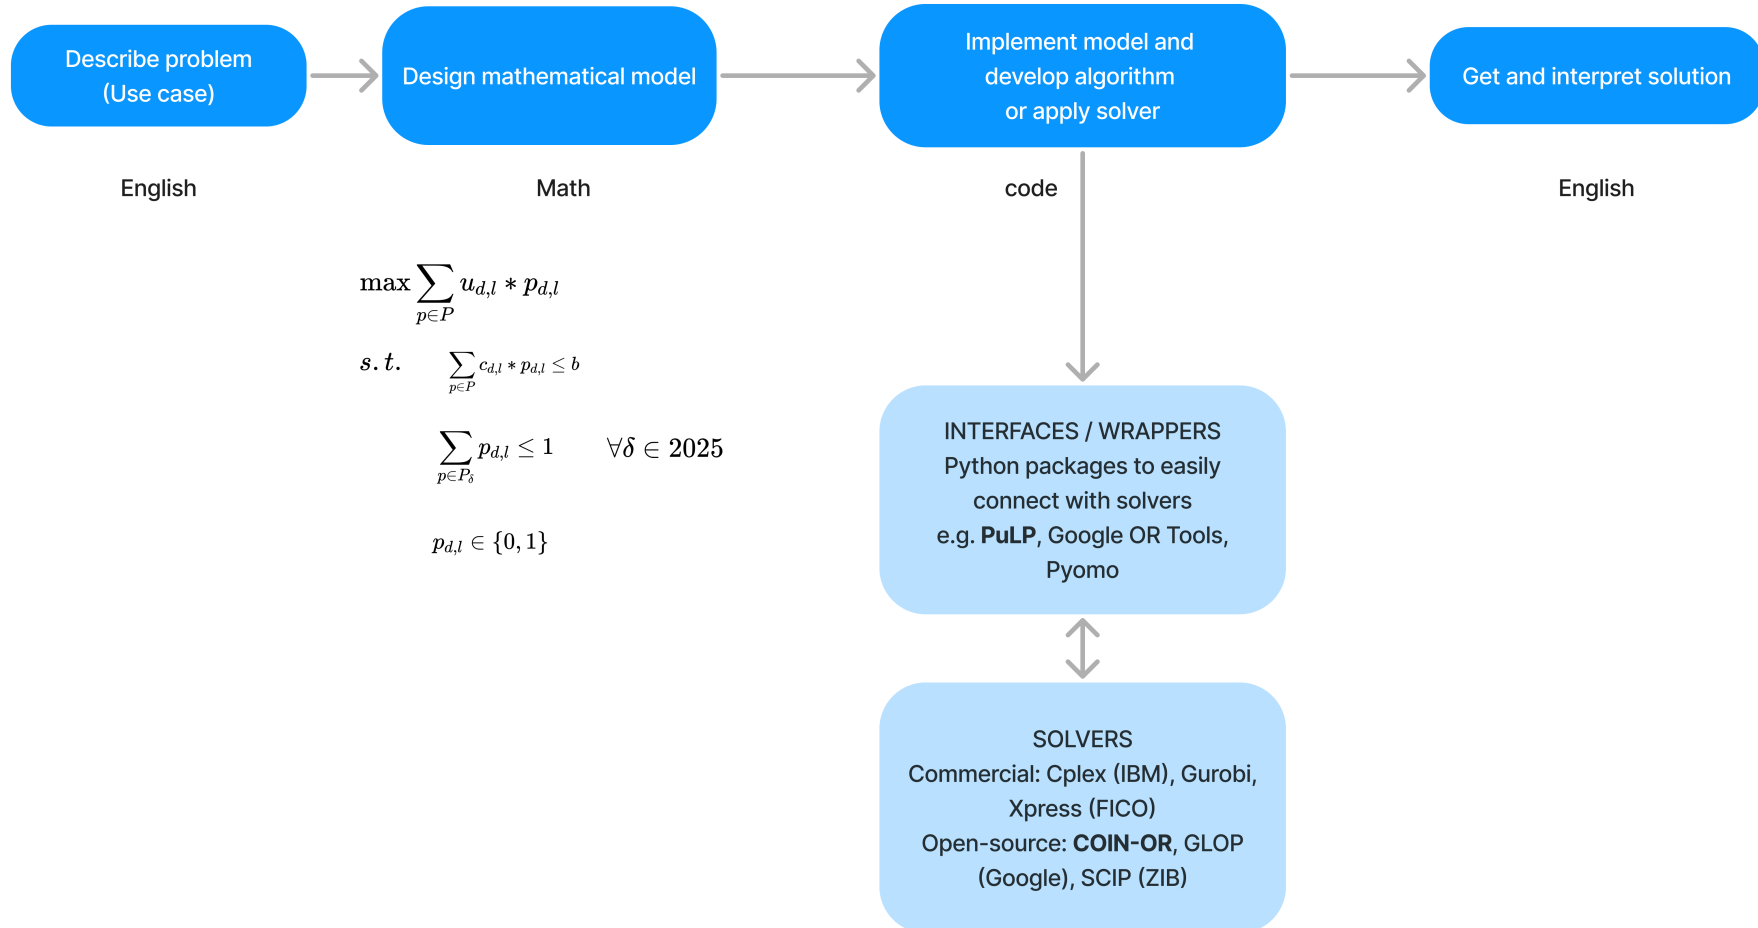 Describe problem
(Use case)
Design mathematical model
Implement model and
develop algorithm
or apply solver
Get and interpret solution
English
Math
code
English
max ∑_{p∈P} u_{d,l} * p_{d,l}
s.t. ∑_{p∈P} c_{d,l} * p_{d,l} ≤ b
∑_{p∈P_δ} p_{d,l} ≤ 1 ∀δ ∈ 2025
p_{d,l} ∈ {0, 1}
INTERFACES / WRAPPERS
Python packages to easily
connect with solvers
e.g. PuLP, Google OR Tools,
Pyomo
SOLVERS
Commercial: Cplex (IBM), Gurobi,
Xpress (FICO)
Open-source: COIN-OR, GLOP
(Google), SCIP (ZIB)